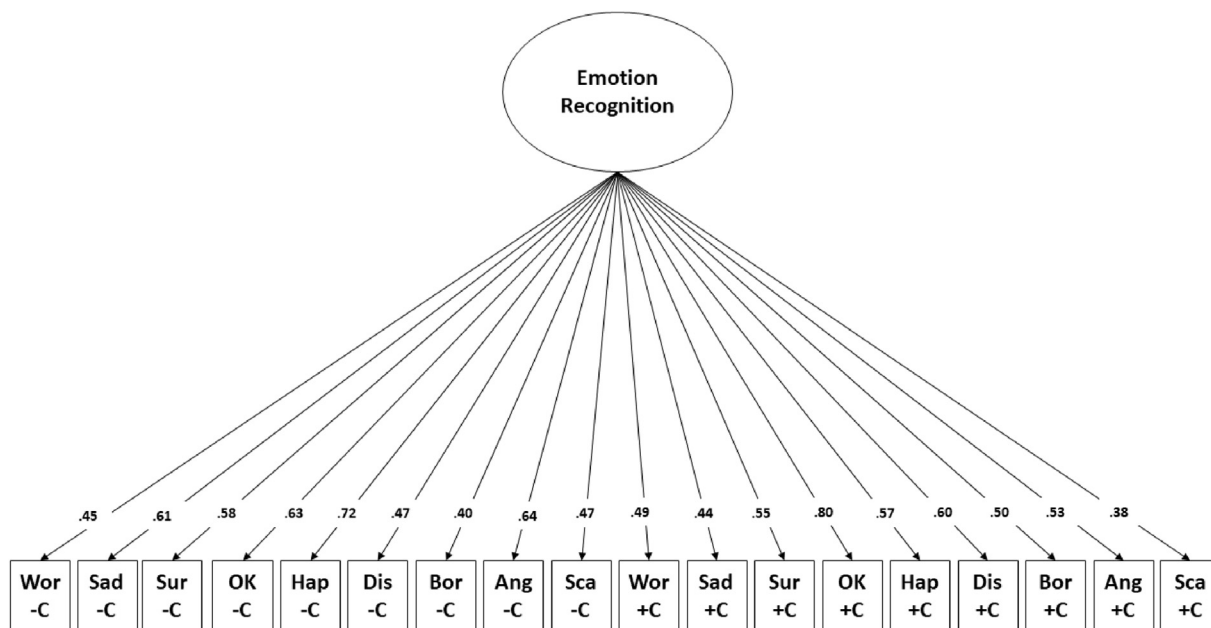 Emotion
Recognition
.45 .61 .58 .63 .72 .47 .40 .64 .47 .49 .44 .55 .80 .57 .60 .50 .53 .38
Wor Sad Sur OK Hap Dis Bor Ang Sca Wor Sad Sur OK Hap Dis Bor Ang Sca
-C -C -C -C -C -C -C -C -C +C +C +C +C +C +C +C +C +C